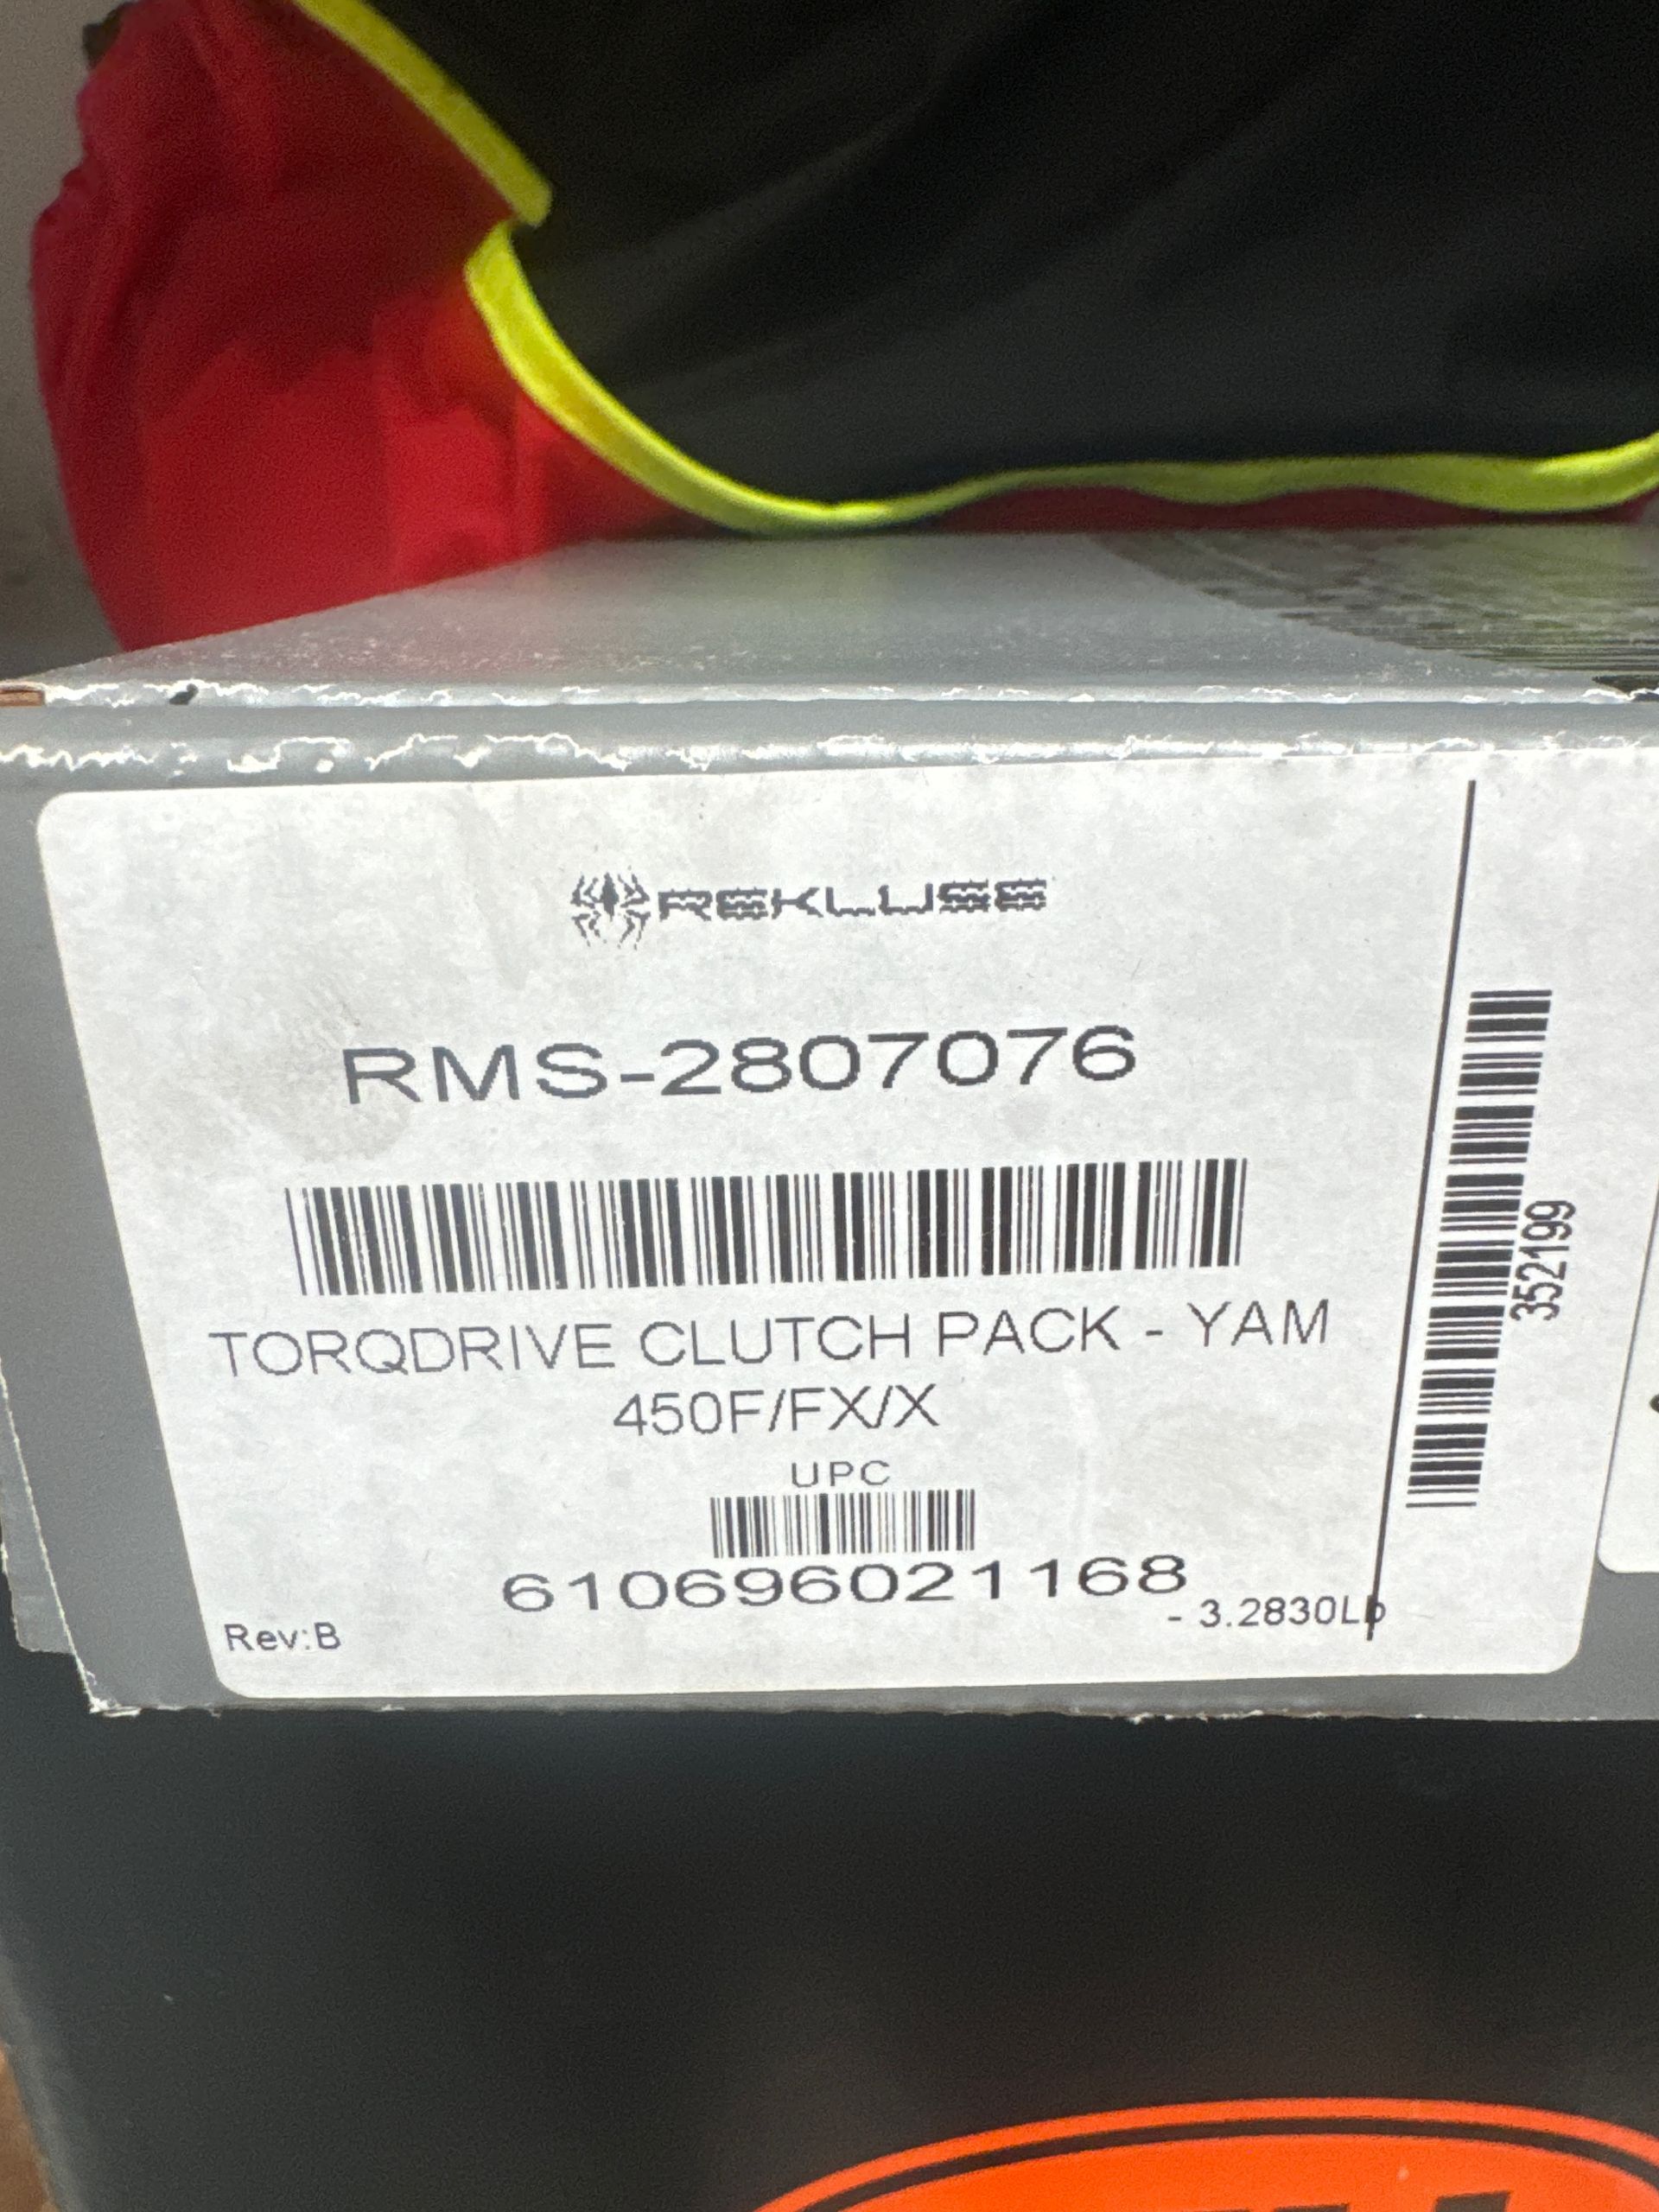 REKLUSE
RMS-2807076
TORQDRIVE CLUTCH PACK - YAM
450F/FX/X
UPC
610696021168
- 3.2830Lb
Rev:B
352199